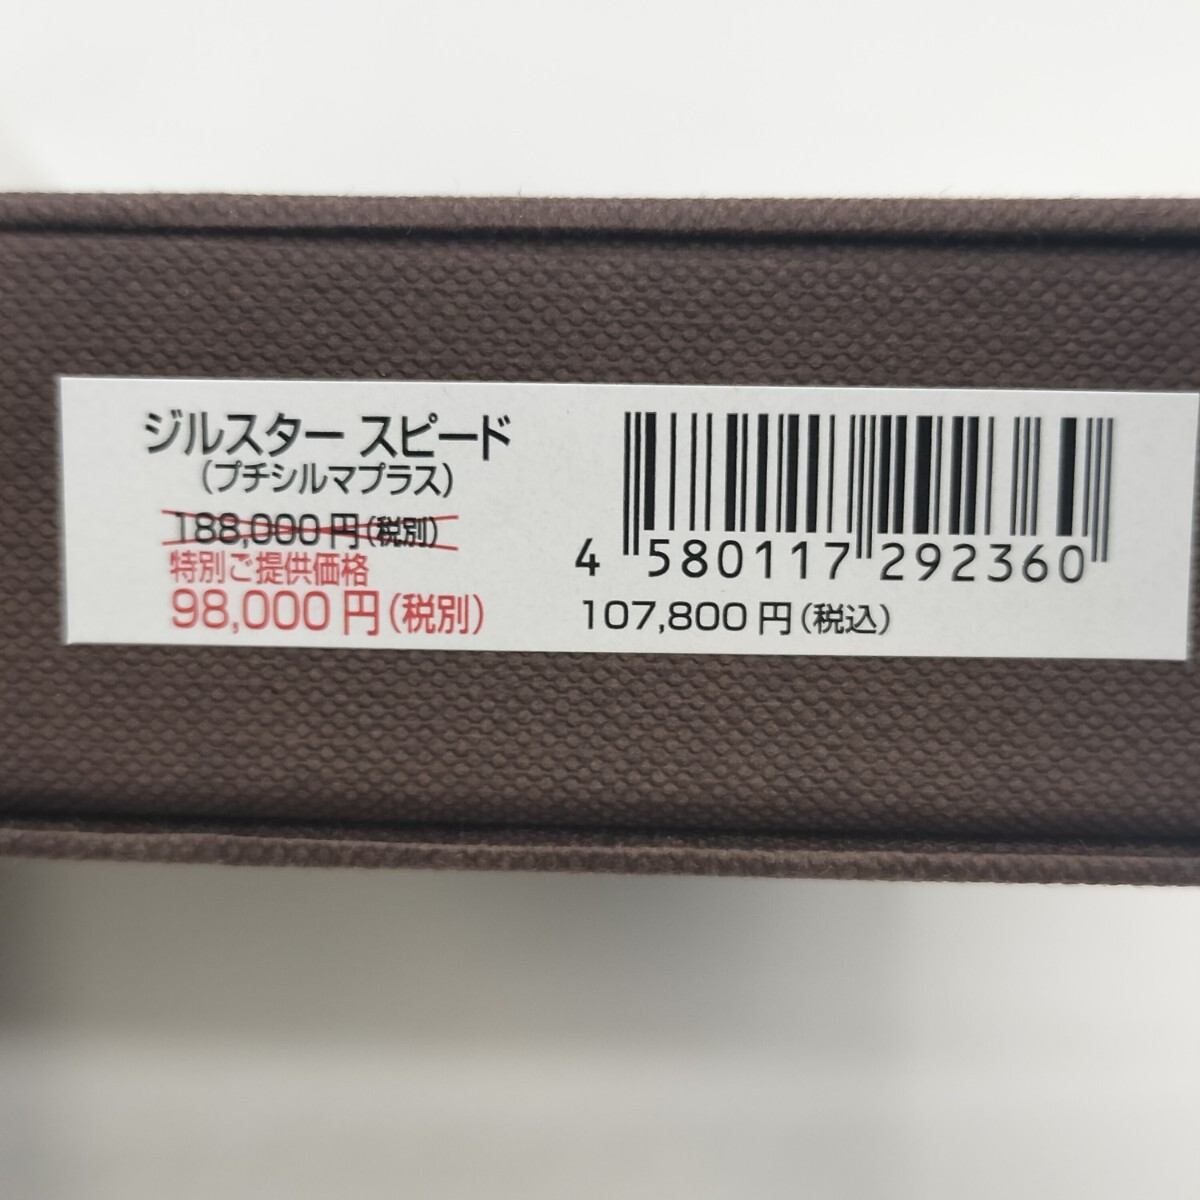 ジルスター スピード
(プチシルマプラス)
188,000円(税別)
特別ご提供価格
98,000円(税別)
4 580117 292360
107,800円(税込)